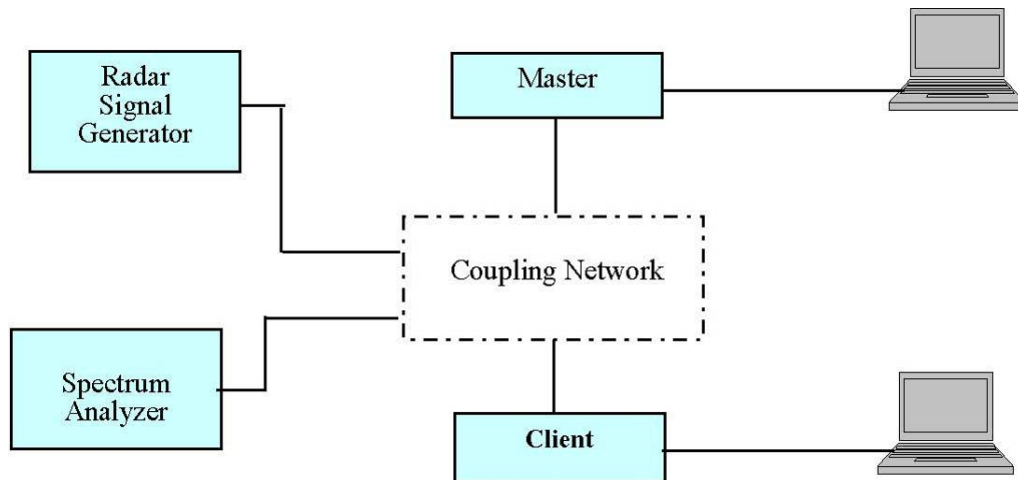 Radar
Signal
Generator
Master
Coupling Network
Spectrum
Analyzer
Client